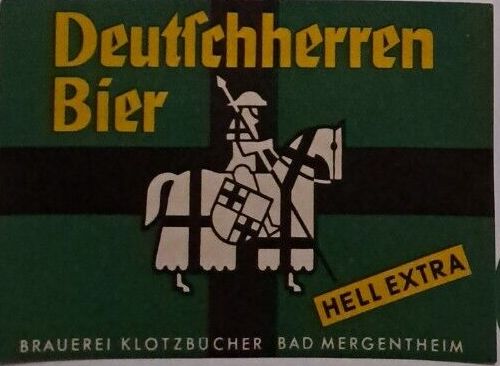 Deutſchherren
Bier
HELL EXTRA
BRAUEREI KLOTZBÜCHER BAD MERGENTHEIM